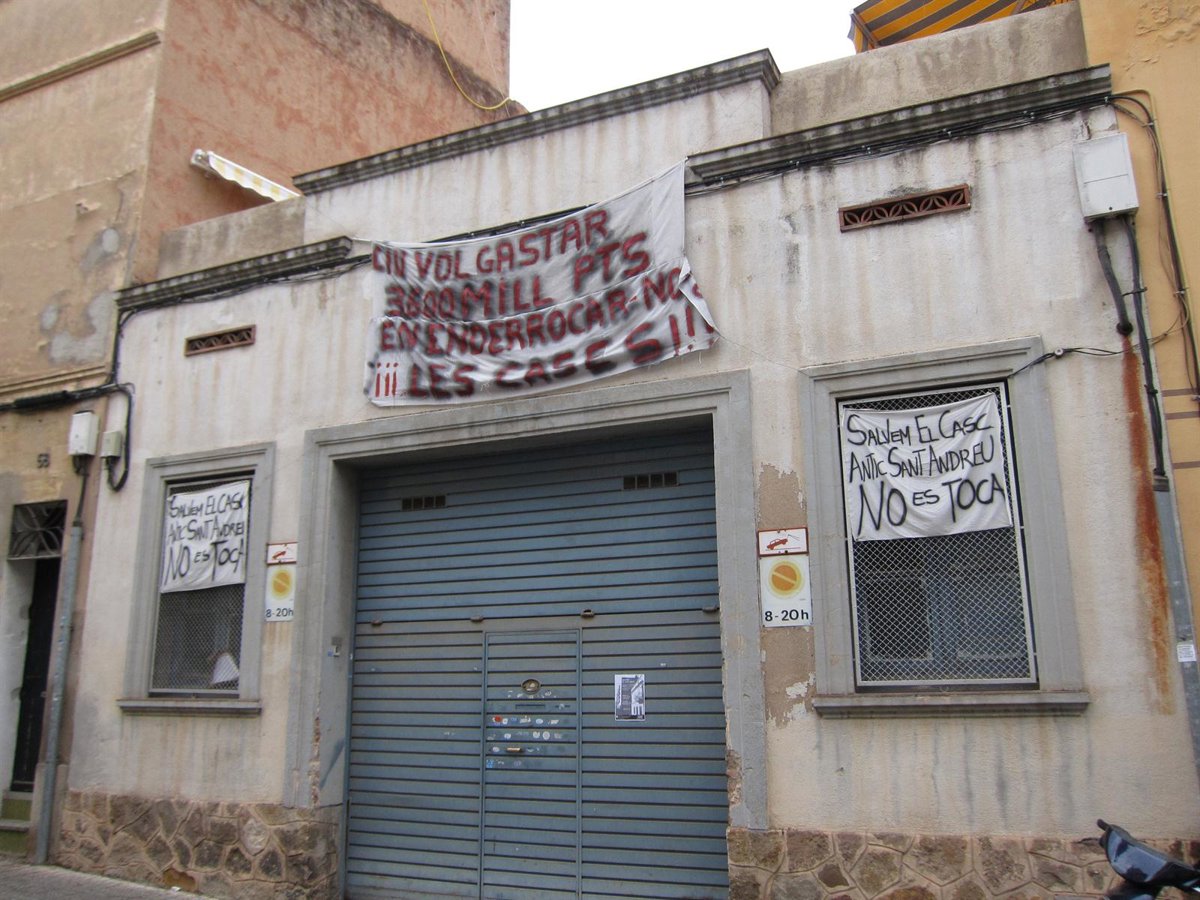 CIU VOL GASTAR
3800 MILL PTS
EN ENDERROCAR-NOS
¡¡¡ LES CASES!!!
SALVEM EL CASC
ANTIC SANT ANDREU
NO ES TOCA
SALVEM EL CASC
ANTIC SANT ANDREU
NO ES TOCA
8-20h
8-20h